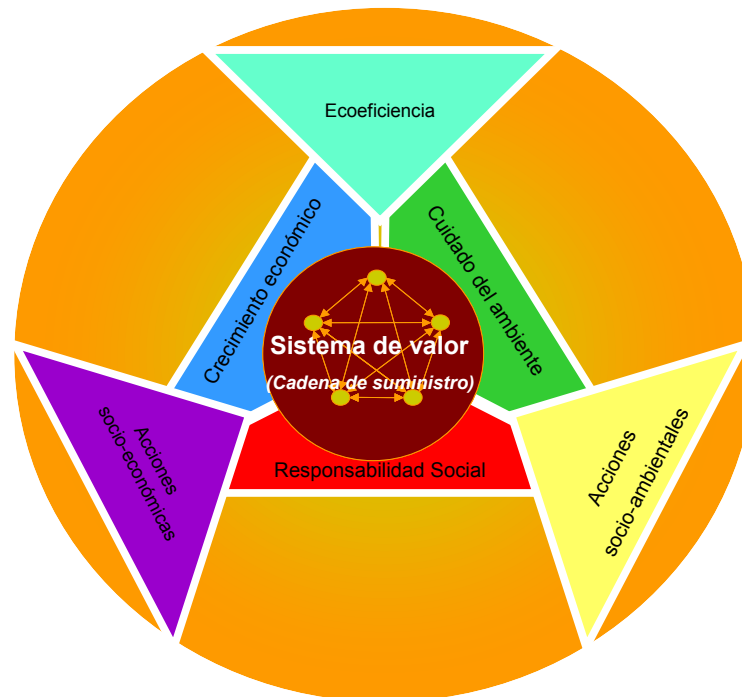 Ecoeficiencia
Crecimiento económico
Cuidado del ambiente
Sistema de valor
(Cadena de suministro)
Responsabilidad Social
Acciones
socio-económicas
Acciones
socio-ambientales